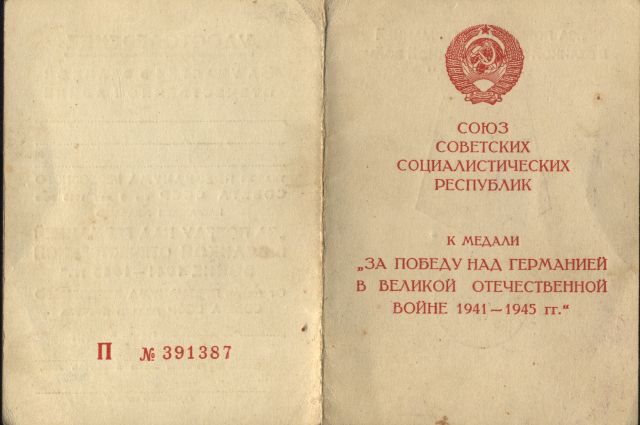 П № 391387
СОЮЗ
СОВЕТСКИХ
СОЦИАЛИСТИЧЕСКИХ
РЕСПУБЛИК
К МЕДАЛИ
„ЗА ПОБЕДУ НАД ГЕРМАНИЕЙ
В ВЕЛИКОЙ ОТЕЧЕСТВЕННОЙ
ВОЙНЕ 1941—1945 гг.“